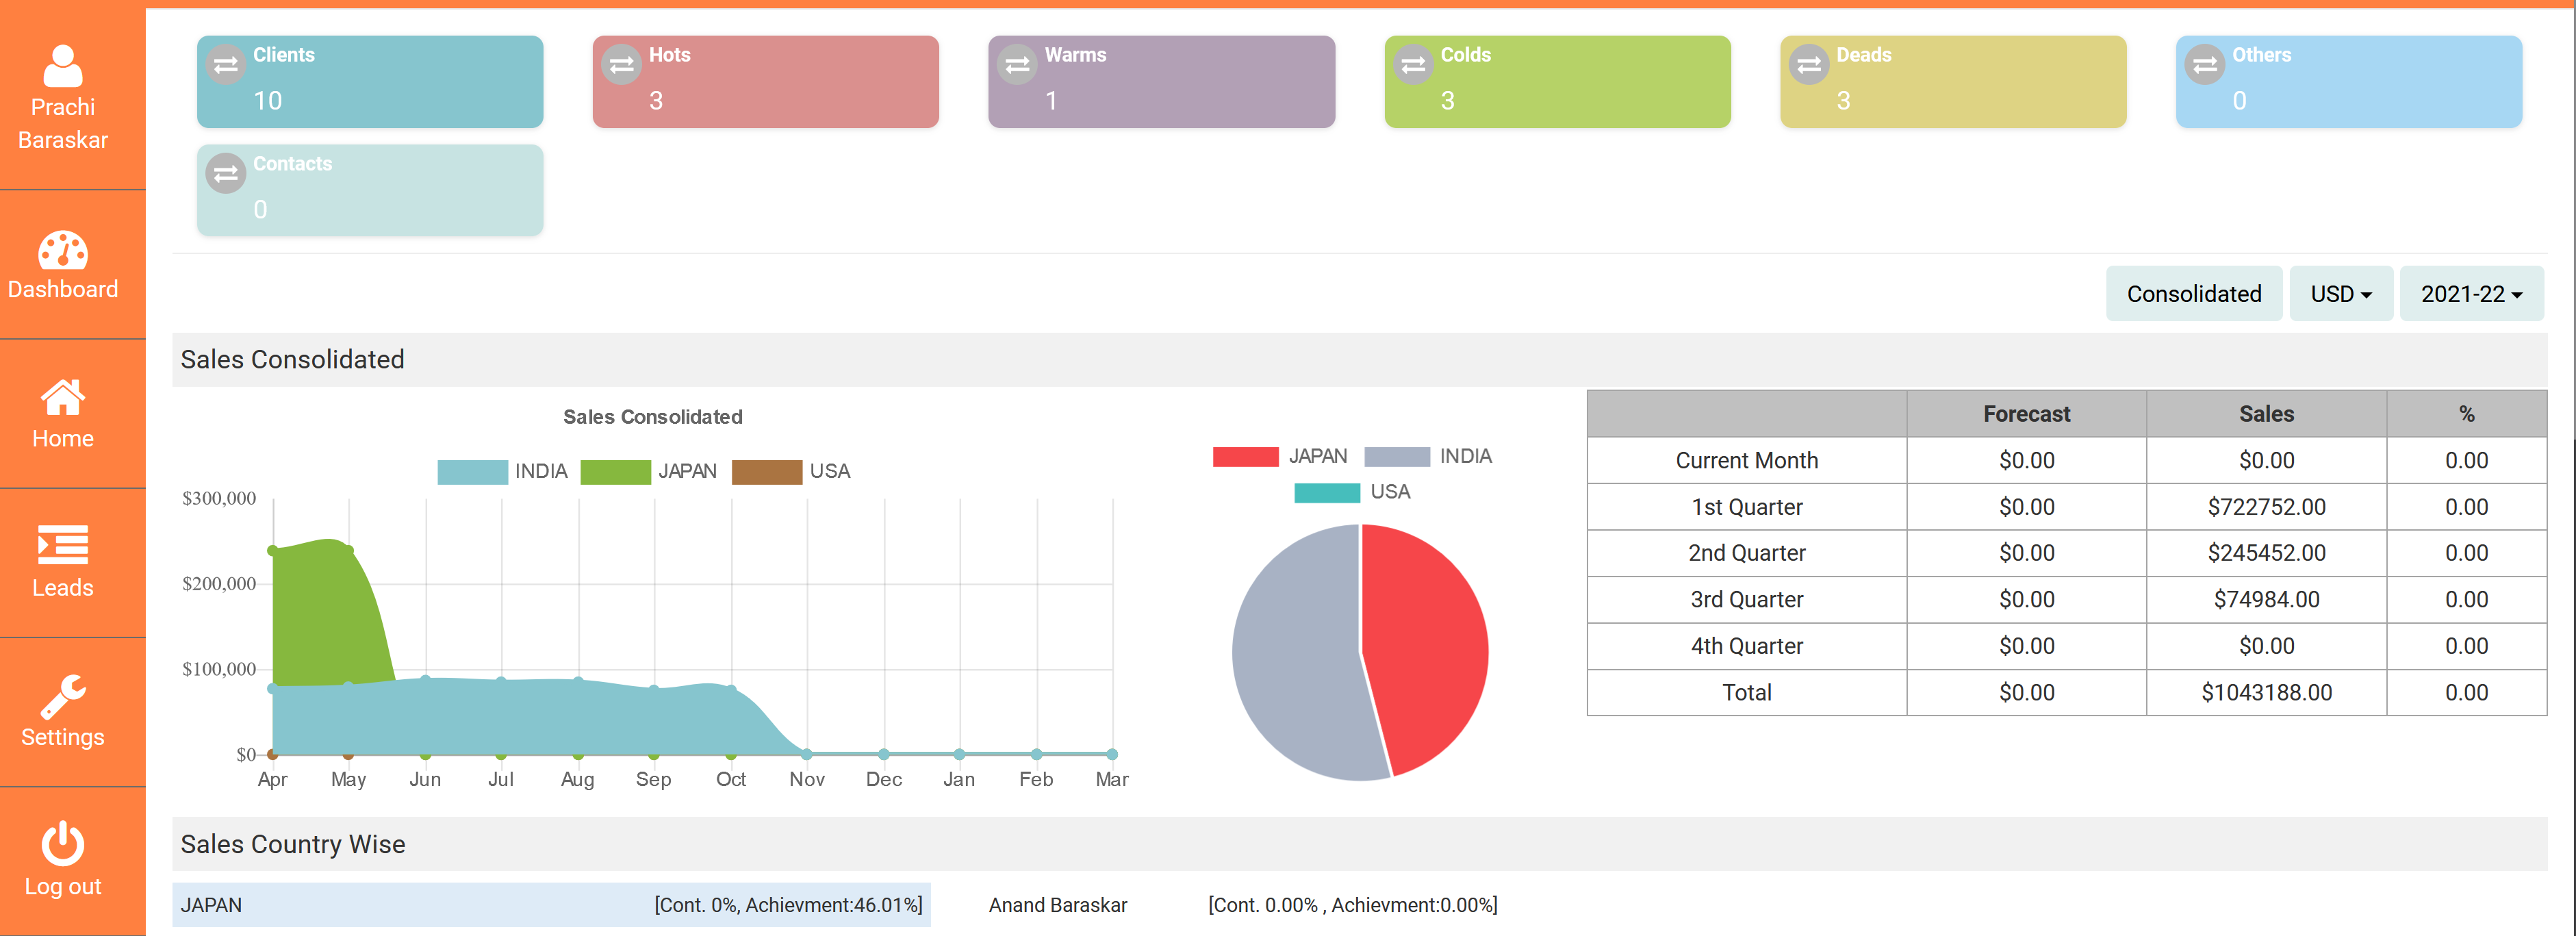 Prachi
Baraskar
Dashboard
Home
Leads
Settings
Log out
Clients
10
Hots
3
Warms
1
Colds
3
Deads
3
Others
0
Contacts
0
Consolidated USD 2021-22
Sales Consolidated
Sales Consolidated
INDIA JAPAN USA
$300,000
$200,000
$100,000
$0
Apr May Jun Jul Aug Sep Oct Nov Dec Jan Feb Mar
JAPAN INDIA
USA
Forecast Sales %
Current Month $0.00 $0.00 0.00
1st Quarter $0.00 $722752.00 0.00
2nd Quarter $0.00 $245452.00 0.00
3rd Quarter $0.00 $74984.00 0.00
4th Quarter $0.00 $0.00 0.00
Total $0.00 $1043188.00 0.00
Sales Country Wise
JAPAN [Cont. 0%, Achievment:46.01%] Anand Baraskar [Cont. 0.00% , Achievment:0.00%]